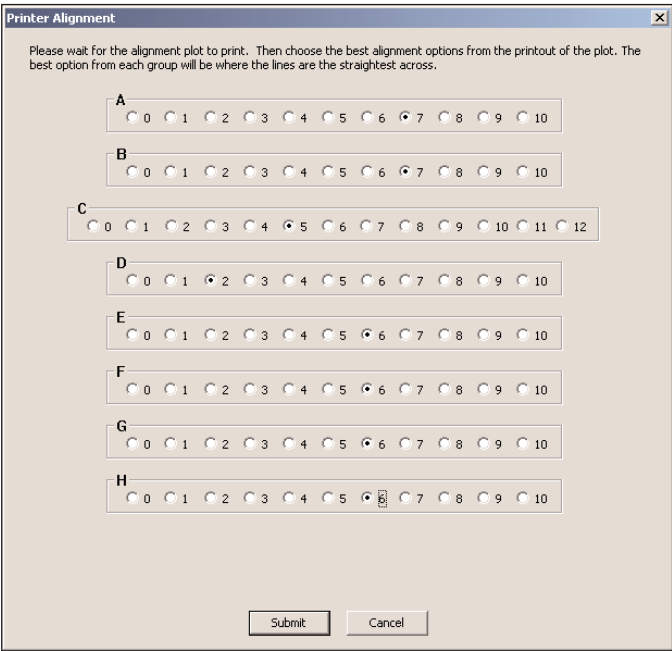 Printer Alignment
Please wait for the alignment plot to print. Then choose the best alignment options from the printout of the plot. The
best option from each group will be where the lines are the straightest across.
A
0 1 2 3 4 5 6 7 8 9 10
B
0 1 2 3 4 5 6 7 8 9 10
C
0 1 2 3 4 5 6 7 8 9 10 11 12
D
0 1 2 3 4 5 6 7 8 9 10
E
0 1 2 3 4 5 6 7 8 9 10
F
0 1 2 3 4 5 6 7 8 9 10
G
0 1 2 3 4 5 6 7 8 9 10
H
0 1 2 3 4 5 6 7 8 9 10
Submit Cancel